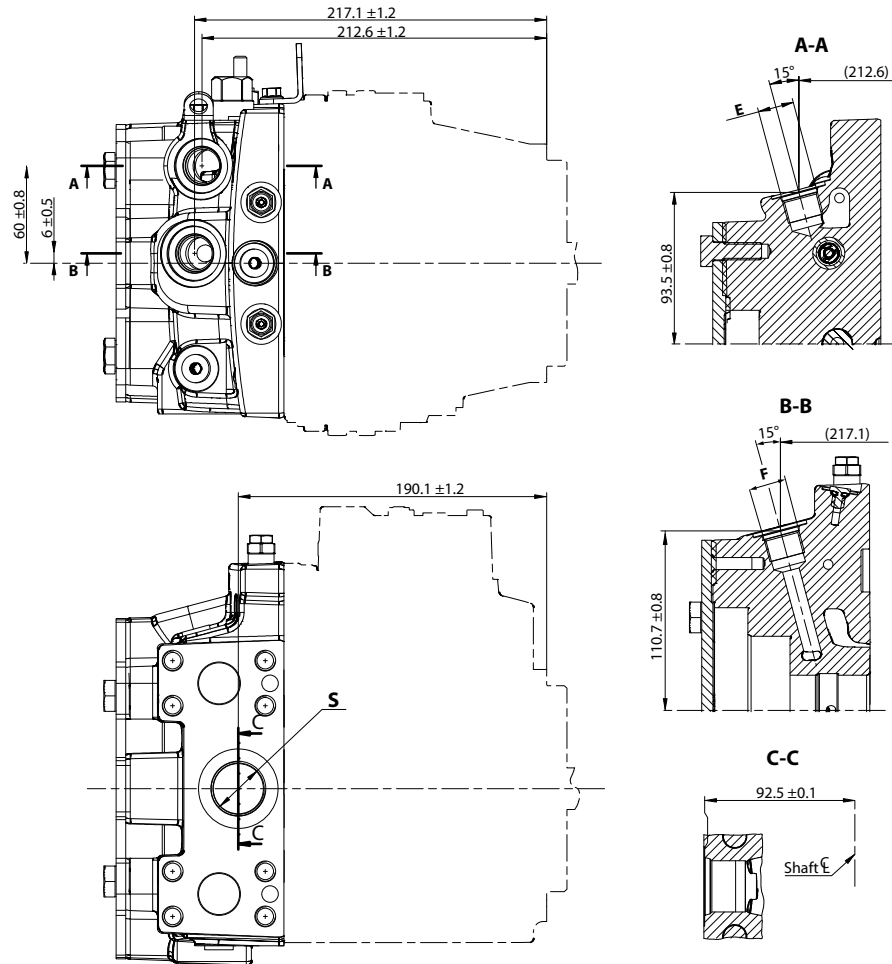 217.1 ±1.2
212.6 ±1.2
A
A
B
B
60 ±0.8
6 ±0.5
A-A
15°
(212.6)
E
93.5 ±0.8
B-B
15°
(217.1)
F
110.7 ±0.8
190.1 ±1.2
S
C
C
C-C
92.5 ±0.1
Shaft ℄